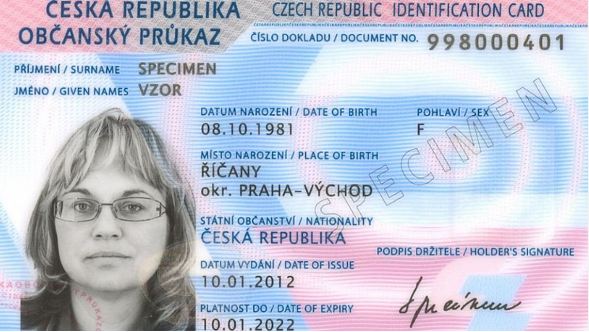 ČESKÁ REPUBLIKA
CZECH REPUBLIC IDENTIFICATION CARD
OBČANSKÝ PRŮKAZ
ČÍSLO DOKLADU / DOCUMENT NO. 998000401
PŘÍJMENÍ / SURNAME SPECIMEN
JMÉNO / GIVEN NAMES VZOR
DATUM NAROZENÍ / DATE OF BIRTH
POHLAVÍ / SEX
08.10.1981
F
MÍSTO NAROZENÍ / PLACE OF BIRTH
ŘÍČANY
okr. PRAHA–VÝCHOD
SPECIMEN
STÁTNÍ OBČANSTVÍ / NATIONALITY
ČESKÁ REPUBLIKA
PODPIS DRŽITELE / HOLDER'S SIGNATURE
DATUM VYDÁNÍ / DATE OF ISSUE
10.01.2012
Specimen
PLATNOST DO / DATE OF EXPIRY
10.01.2022